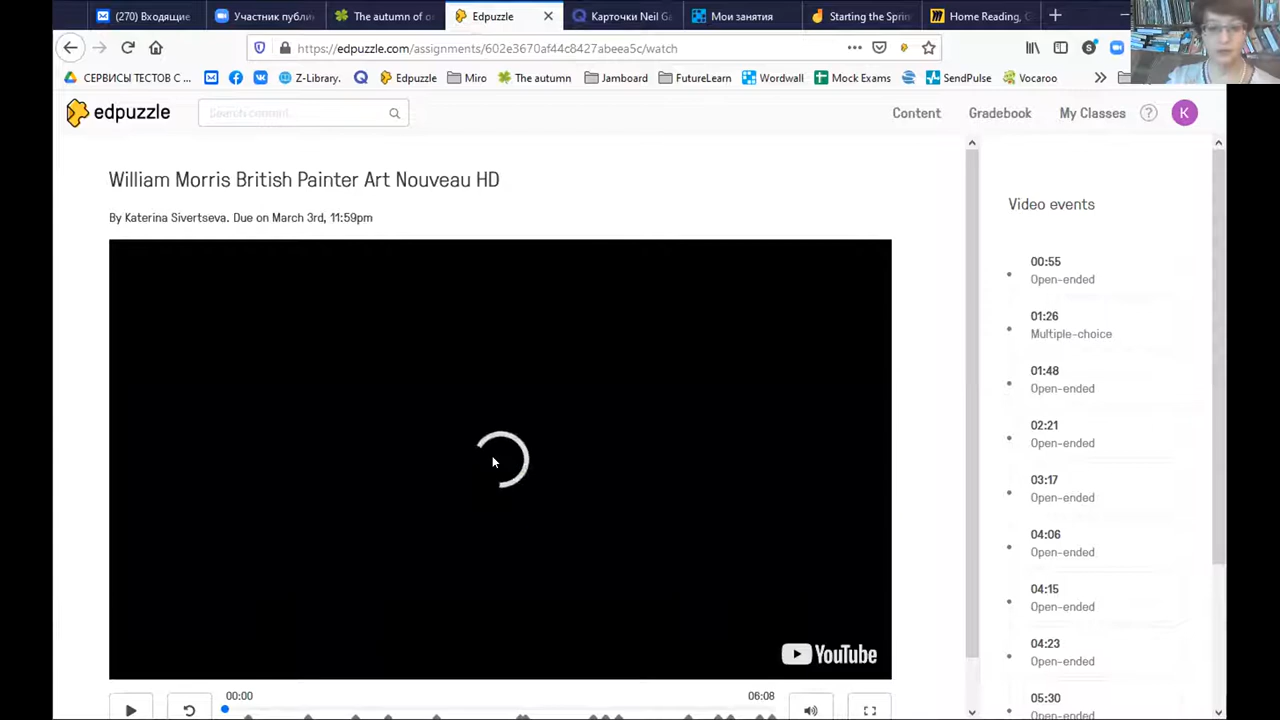 (270) Входящие
Участник публи
The autumn of o
Edpuzzle
Карточки Neil G
Мои занятия
Starting the Sprin
Home Reading, C
https://edpuzzle.com/assignments/602e3670af44c8427abeea5c/watch
СЕРВИСЫ ТЕСТОВ С ...
Z-Library.
Edpuzzle
Miro
The autumn
Jamboard
FutureLearn
Wordwall
Mock Exams
SendPulse
Vocaroo
edpuzzle
Search content...
Content
Gradebook
My Classes
?
K
William Morris British Painter Art Nouveau HD
By Katerina Sivertseva. Due on March 3rd, 11:59pm
YouTube
00:00
06:08
Video events
00:55
Open-ended
01:26
Multiple-choice
01:48
Open-ended
02:21
Open-ended
03:17
Open-ended
04:06
Open-ended
04:15
Open-ended
04:23
Open-ended
05:30
Open-ended